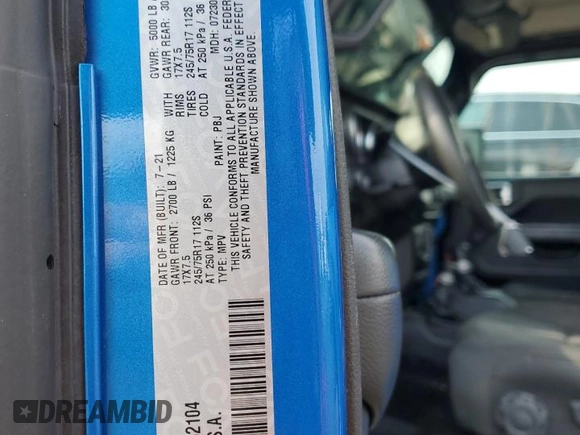 DATE OF MFR (BUILT): 7-21 GVWR: 5000 LB
GAWR FRONT: 2700 LB / 1225 KG WITH GAWR REAR: 30
17X7.5 RIMS 17X7.5
245/75R17 112S TIRES 245/75R17 112S
AT 250 kPa / 36 PSI COLD AT 250 kPa / 36
TYPE: MPV PAINT: PBJ MDH: 07230
THIS VEHICLE CONFORMS TO ALL APPLICABLE U.S.A. FEDER
SAFETY AND THEFT PREVENTION STANDARDS IN EFFECT
MANUFACTURE SHOWN ABOVE.
2104
S.A.
DREAMBID